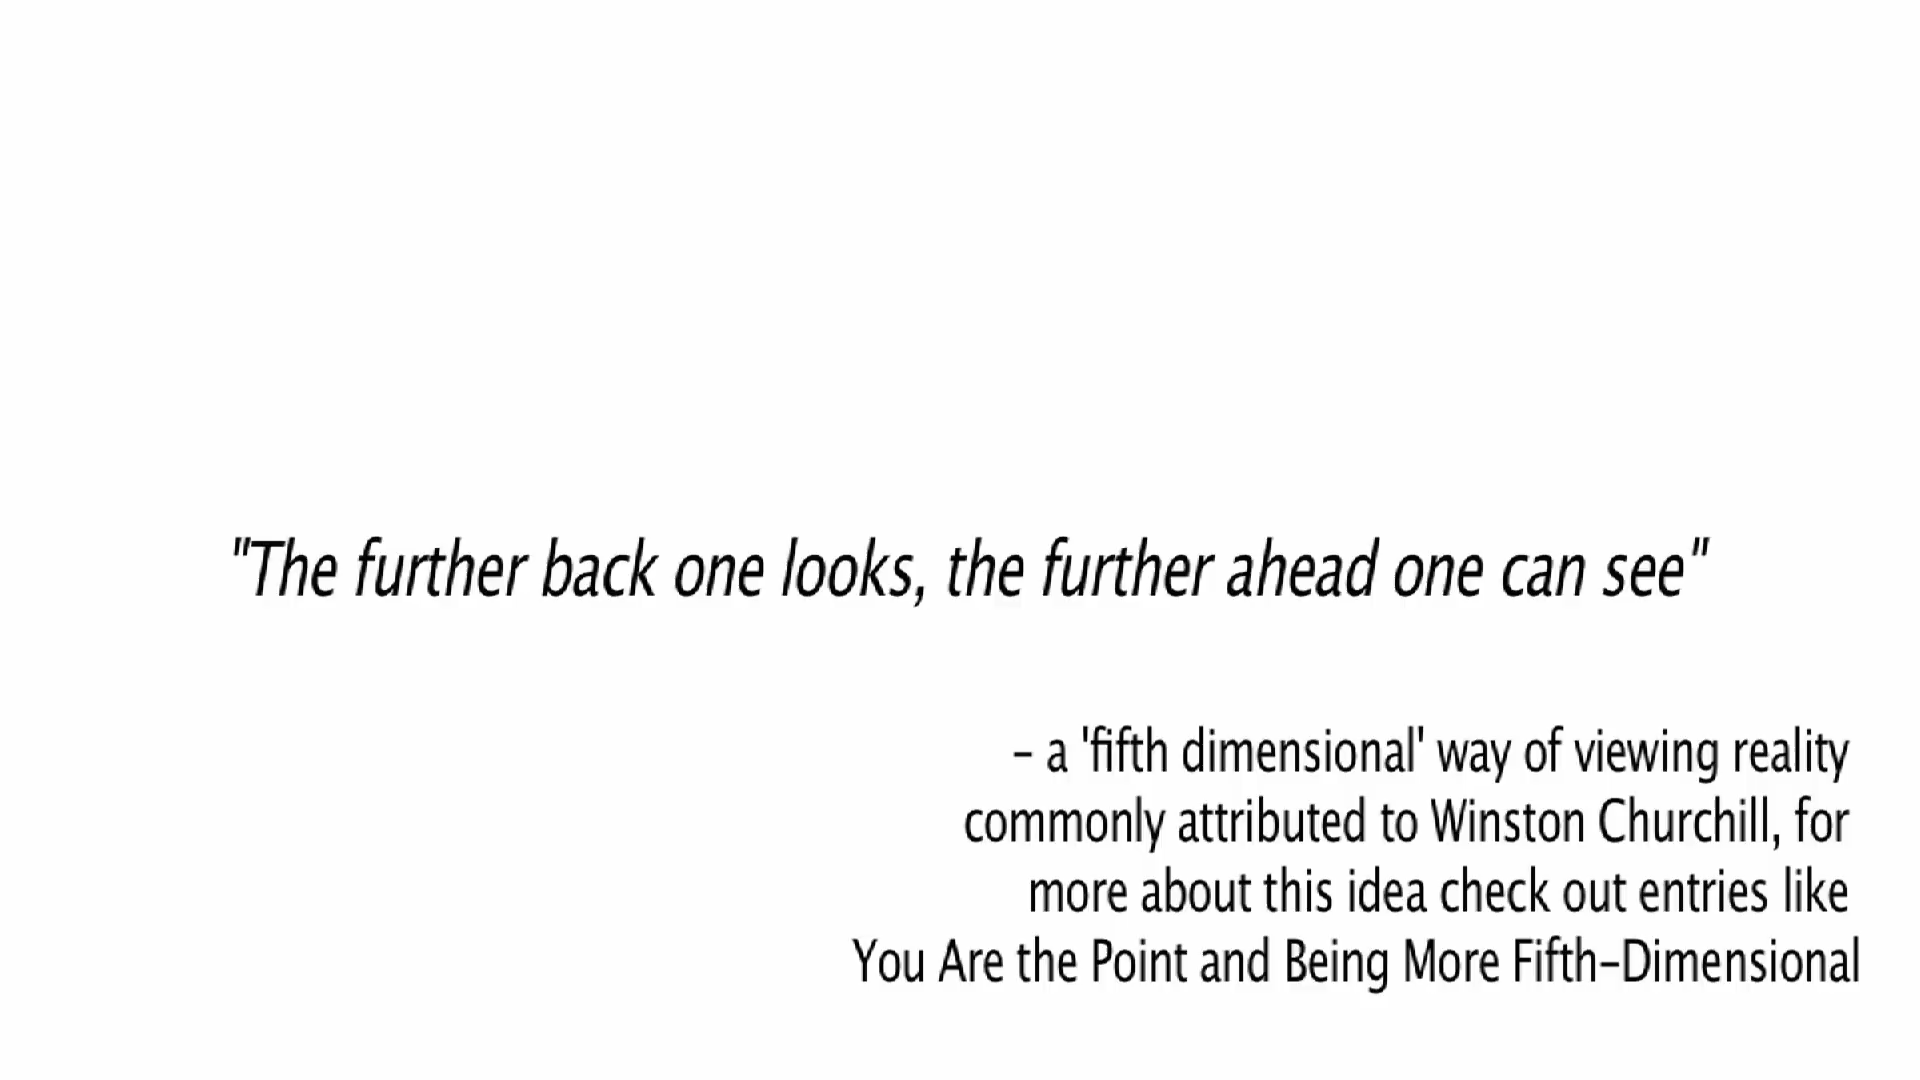 "The further back one looks, the further ahead one can see"
– a 'fifth dimensional' way of viewing reality
commonly attributed to Winston Churchill, for
more about this idea check out entries like
You Are the Point and Being More Fifth–Dimensional